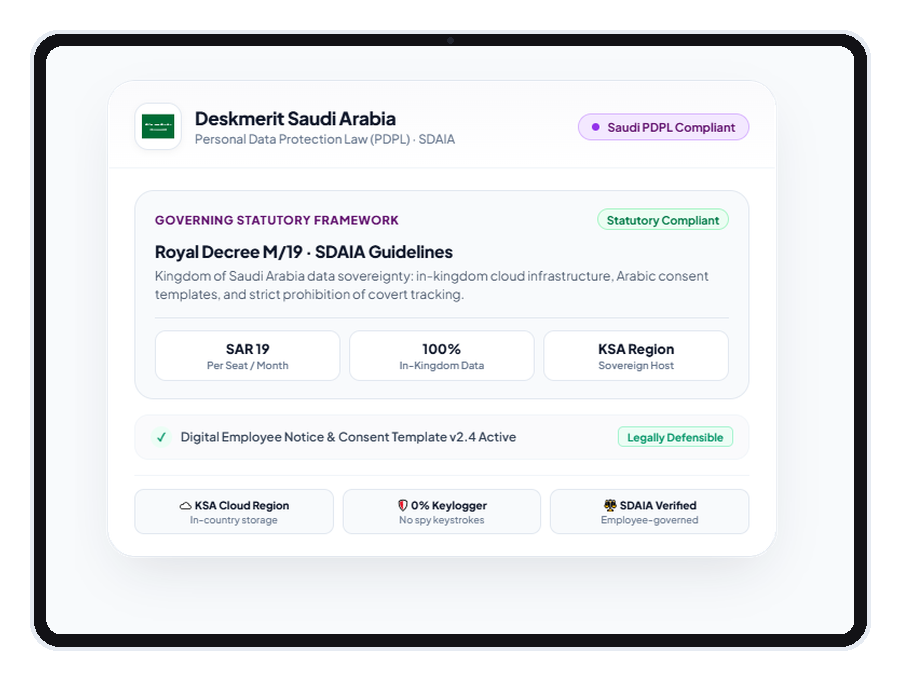 Deskmerit Saudi Arabia
Personal Data Protection Law (PDPL) · SDAIA
Saudi PDPL Compliant
GOVERNING STATUTORY FRAMEWORK
Statutory Compliant
Royal Decree M/19 · SDAIA Guidelines
Kingdom of Saudi Arabia data sovereignty: in-kingdom cloud infrastructure, Arabic consent
templates, and strict prohibition of covert tracking.
SAR 19
Per Seat / Month
100%
In-Kingdom Data
KSA Region
Sovereign Host
✓ Digital Employee Notice & Consent Template v2.4 Active
Legally Defensible
KSA Cloud Region
In-country storage
0% Keylogger
No spy keystrokes
SDAIA Verified
Employee-governed